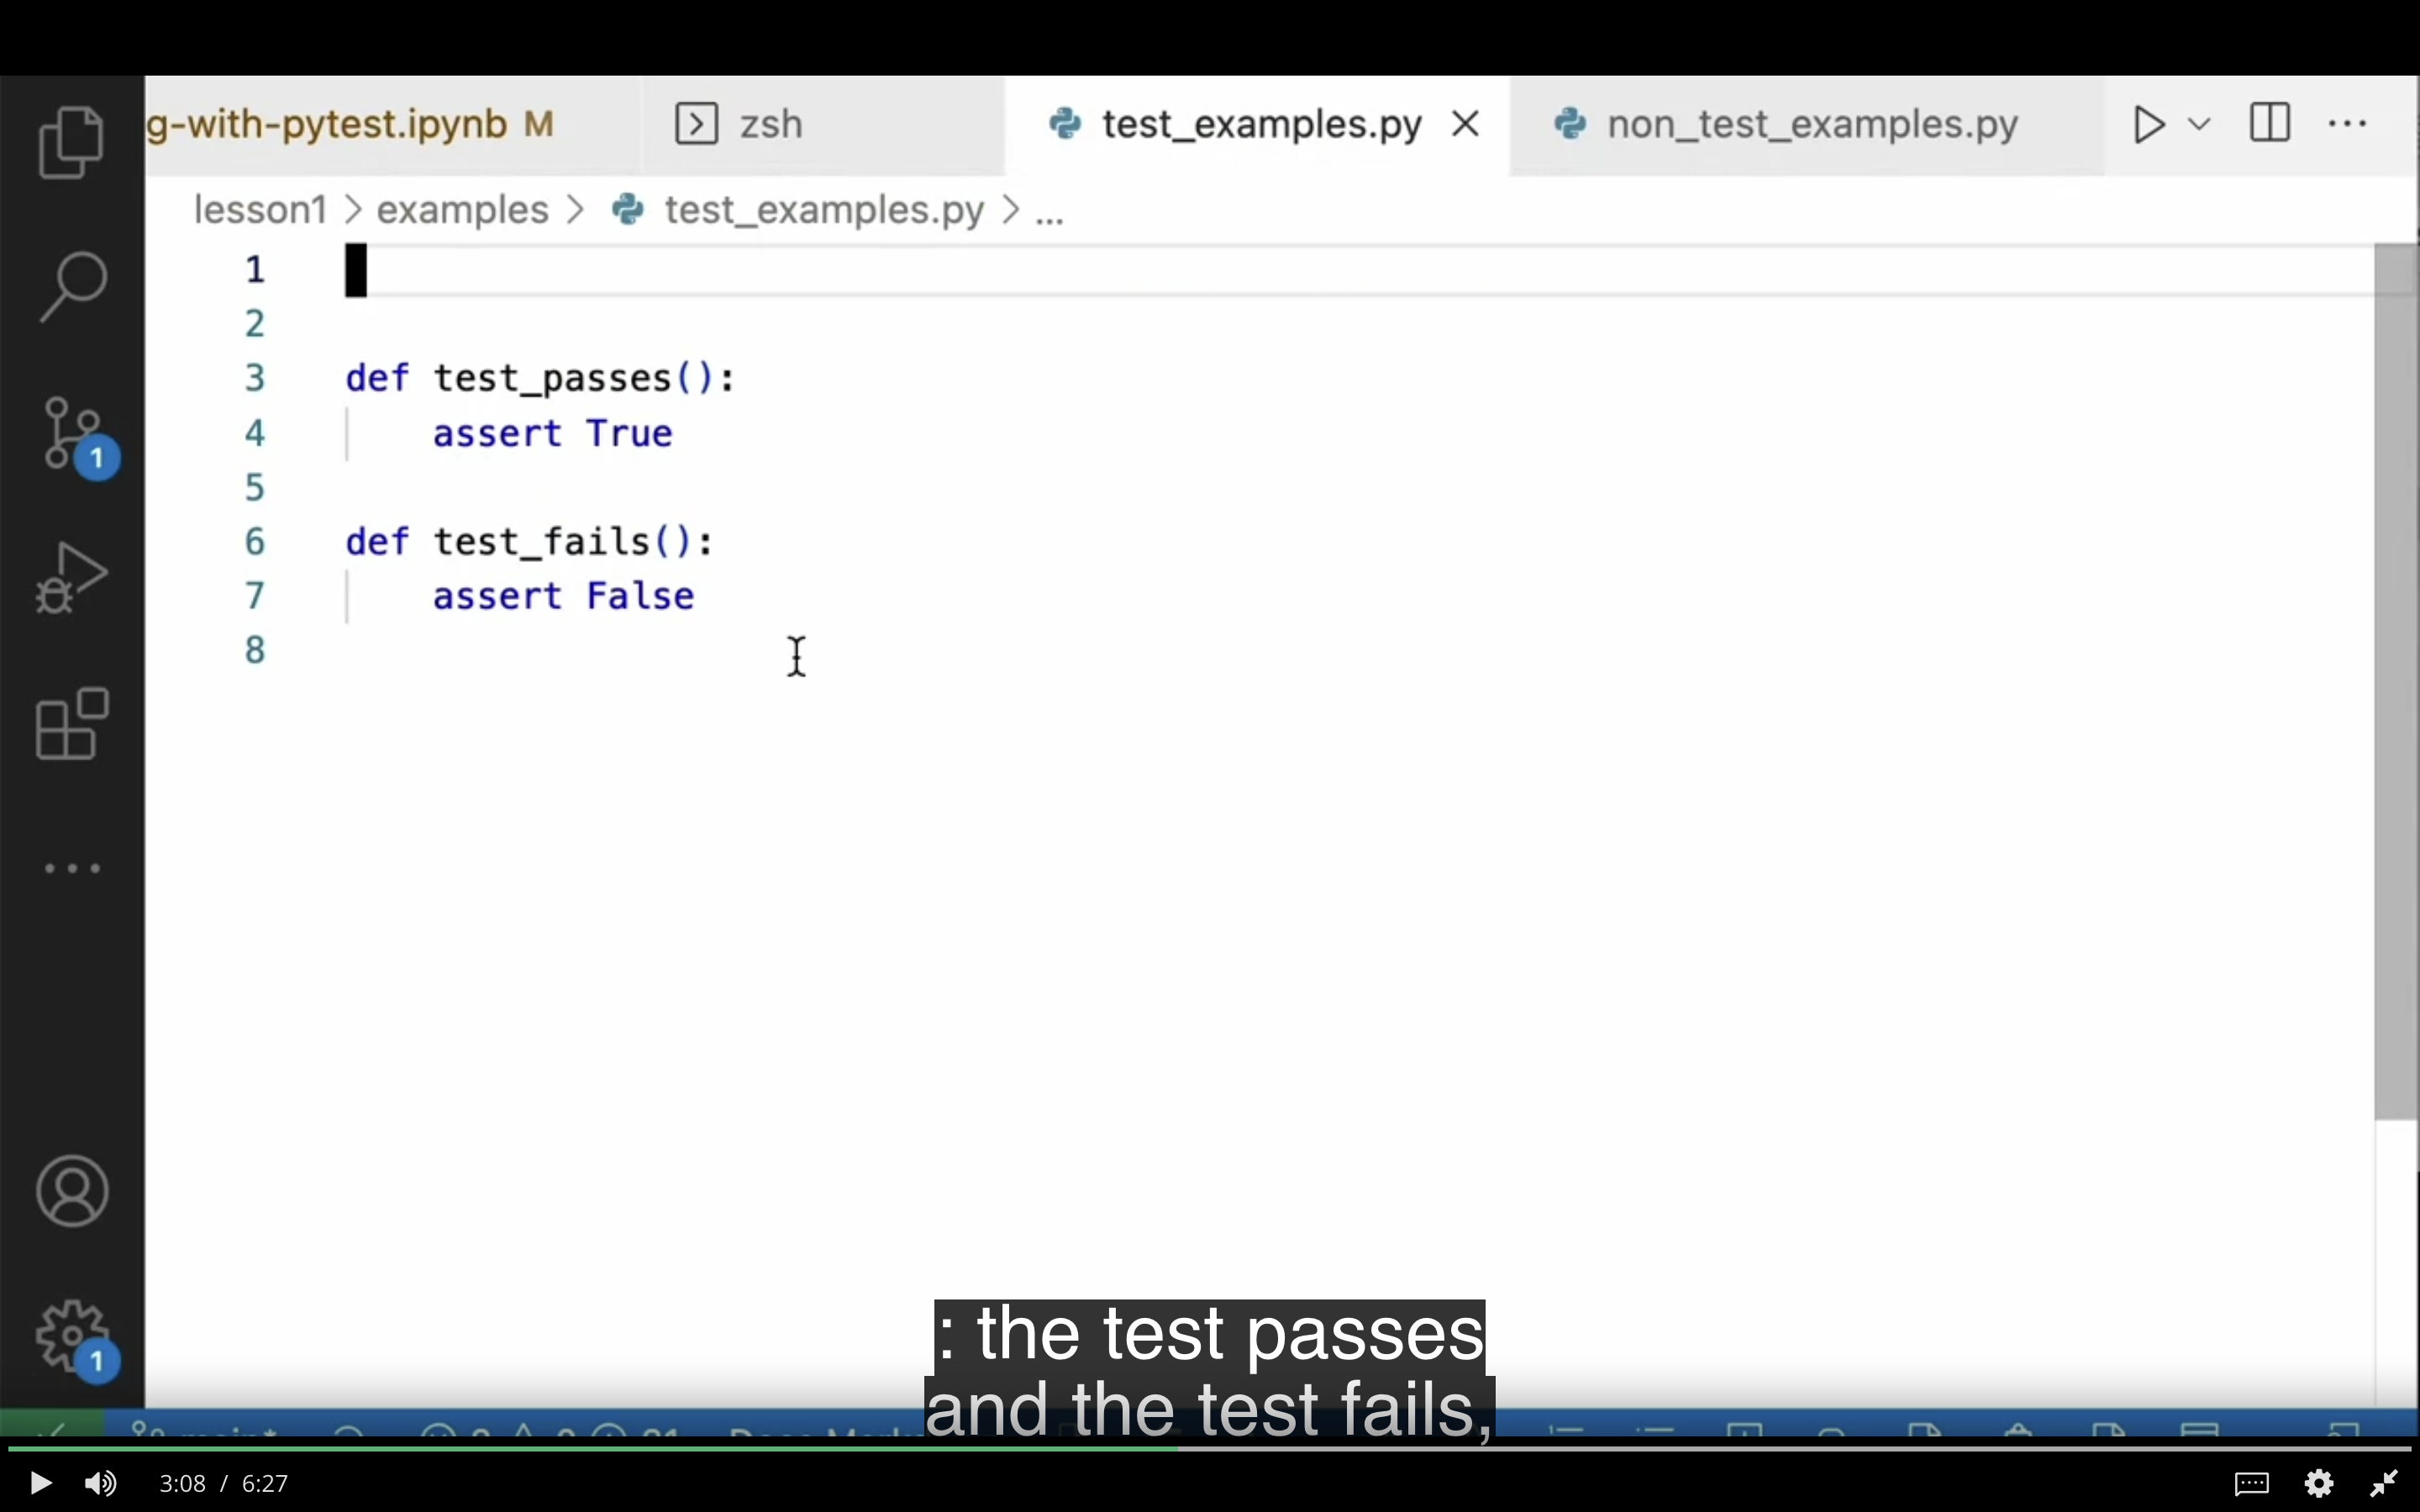 g-with-pytest.ipynb M
zsh
test_examples.py
non_test_examples.py
lesson1 > examples > test_examples.py > ...
1
2
3 def test_passes():
4 assert True
5
6 def test_fails():
7 assert False
8
1
1
: the test passes
and the test fails,
3:08 / 6:27